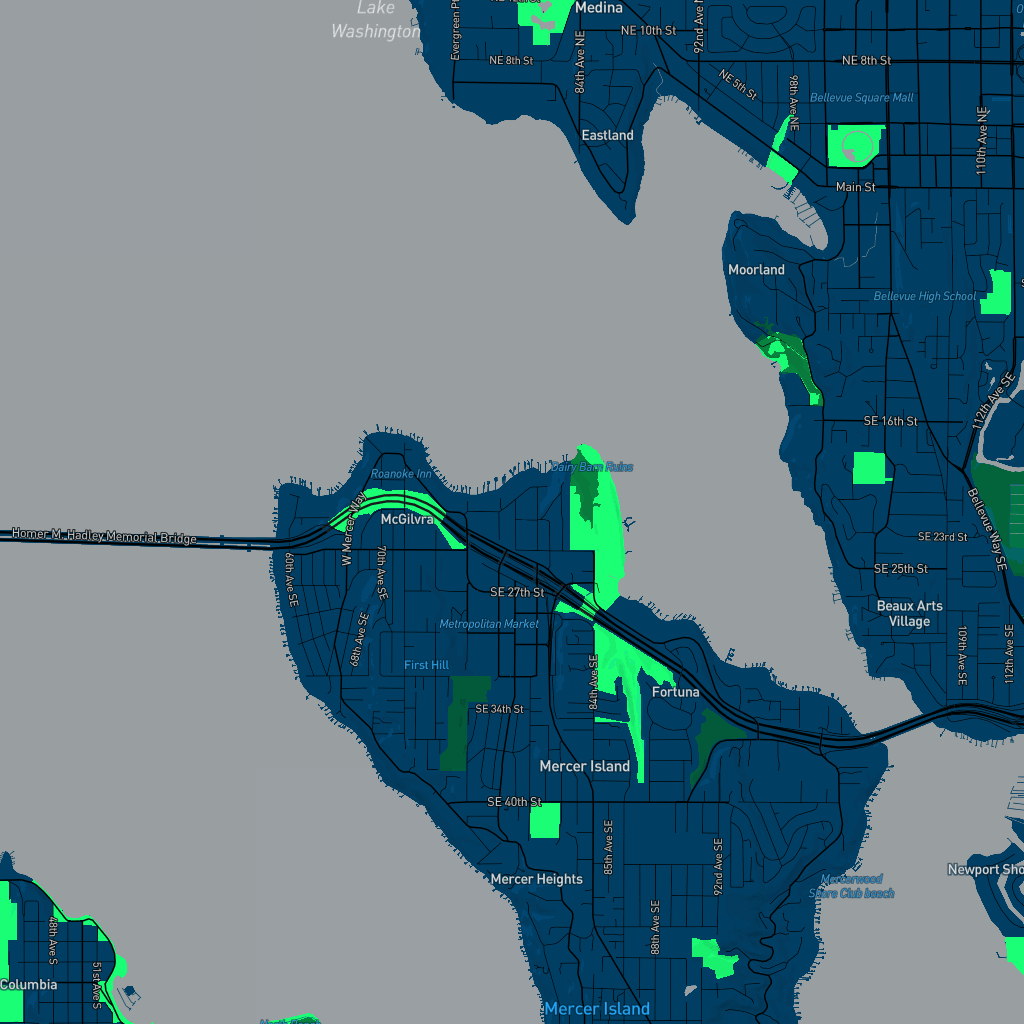 Lake
Washington
Medina
Evergreen Pt
84th Ave NE
NE 10th St
92nd Ave N
NE 8th St
NE 8th St
NE 5th St
98th Ave NE
Bellevue Square Mall
110th Ave NE
Eastland
Main St
Moorland
Bellevue High School
112th Ave SE
SE 16th St
Roanoke Inn
Dairy Barn Ruins
McGilvra
W Mercer Way
Homer M. Hadley Memorial Bridge
60th Ave SE
70th Ave SE
SE 27th St
Bellevue Way SE
SE 23rd St
SE 25th St
Beaux Arts
Village
Metropolitan Market
68th Ave SE
109th Ave SE
112th Ave SE
First Hill
84th Ave SE
Fortuna
SE 34th St
Mercer Island
SE 40th St
85th Ave SE
92nd Ave SE
Mercer Heights
Mercerwood
Shore Club beach
Newport Sho
88th Ave SE
48th Ave S
51st Ave S
Columbia
Mercer Island